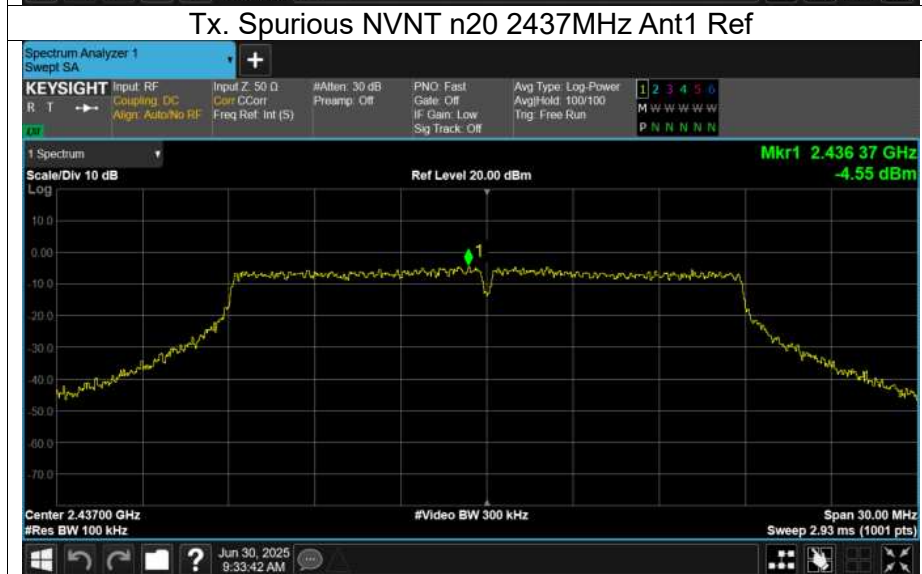 Tx. Spurious NVNT n20 2437MHz Ant1 Ref
Spectrum Analyzer 1
Swept SA
+
KEYSIGHT Input: RF Input Z: 50 Ω #Atten: 30 dB PNO: Fast Avg Type: Log-Power 1 2 3 4 5 6
R T Coupling: DC Corr CCorr Preamp: Off Gate: Off Avg|Hold: 100/100 M W W W W W
Align: Auto/No RF Freq Ref: Int (S) IF Gain: Low Trig: Free Run
Sig Track: Off P N N N N N
LXI
1 Spectrum Mkr1 2.436 37 GHz
Scale/Div 10 dB Ref Level 20.00 dBm -4.55 dBm
Log
10.0
0.00
1
-10.0
-20.0
-30.0
-40.0
-50.0
-60.0
-70.0
Center 2.43700 GHz #Video BW 300 kHz Span 30.00 MHz
#Res BW 100 kHz Sweep 2.93 ms (1001 pts)
? Jun 30, 2025
9:33:42 AM